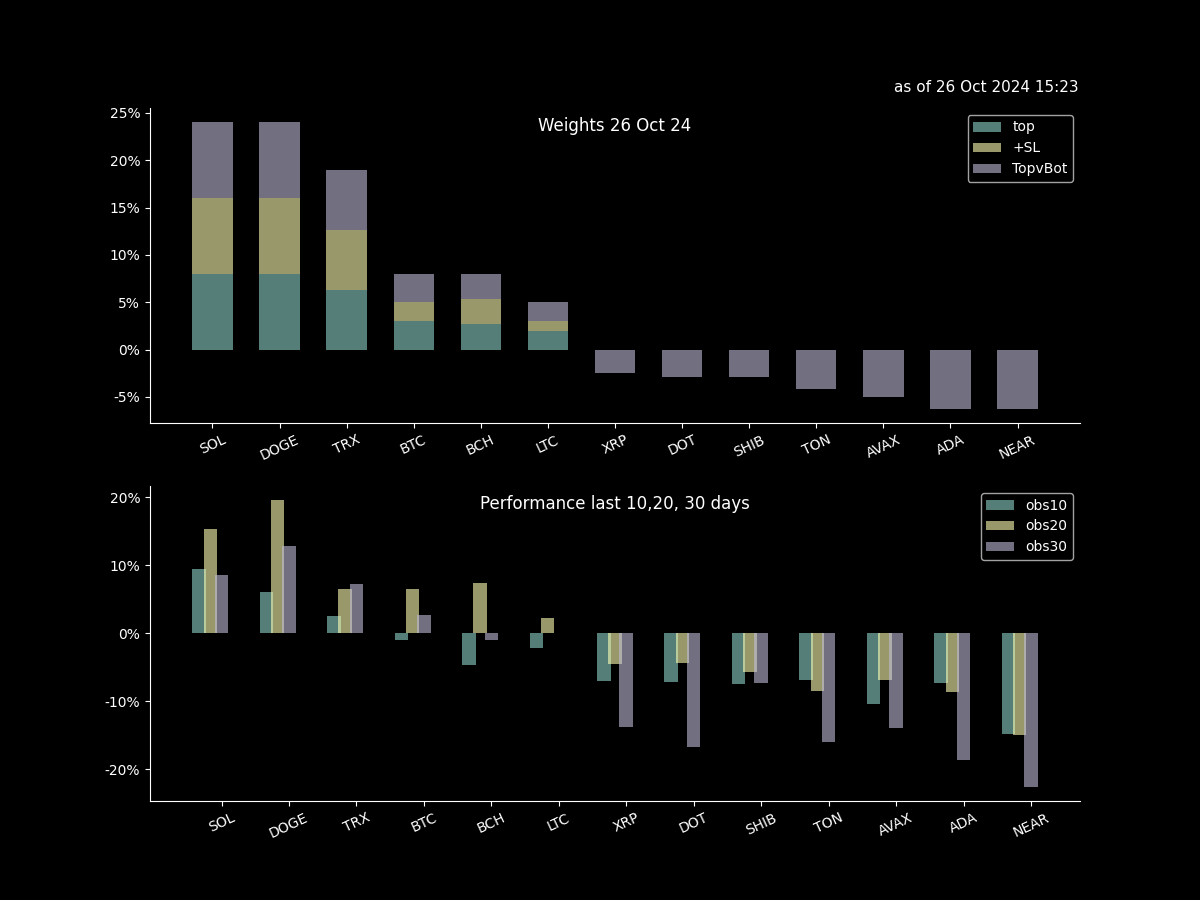 as of 26 Oct 2024 15:23
Weights 26 Oct 24
top
+SL
TopvBot
25%
20%
15%
10%
5%
0%
-5%
SOL DOGE TRX BTC BCH LTC XRP DOT SHIB TON AVAX ADA NEAR
Performance last 10,20, 30 days
obs10
obs20
obs30
20%
10%
0%
-10%
-20%
SOL DOGE TRX BTC BCH LTC XRP DOT SHIB TON AVAX ADA NEAR